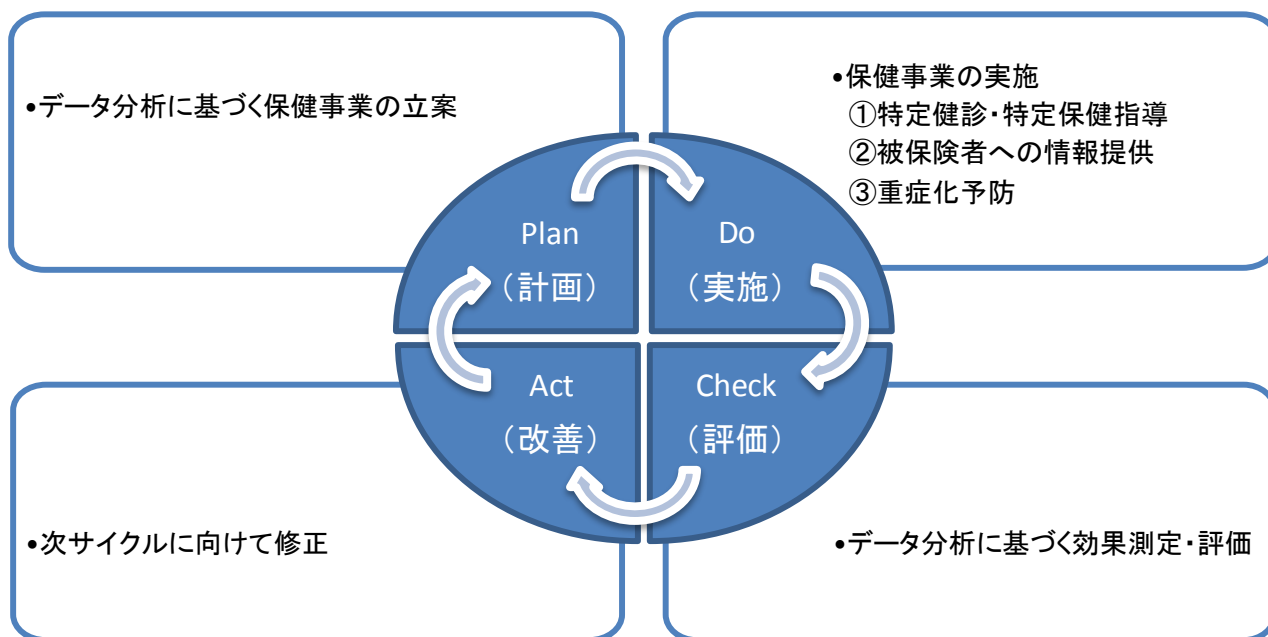 •データ分析に基づく保健事業の立案
•保健事業の実施
①特定健診・特定保健指導
②被保険者への情報提供
③重症化予防
Plan
（計画）
Do
（実施）
Act
（改善）
Check
（評価）
•次サイクルに向けて修正
•データ分析に基づく効果測定・評価